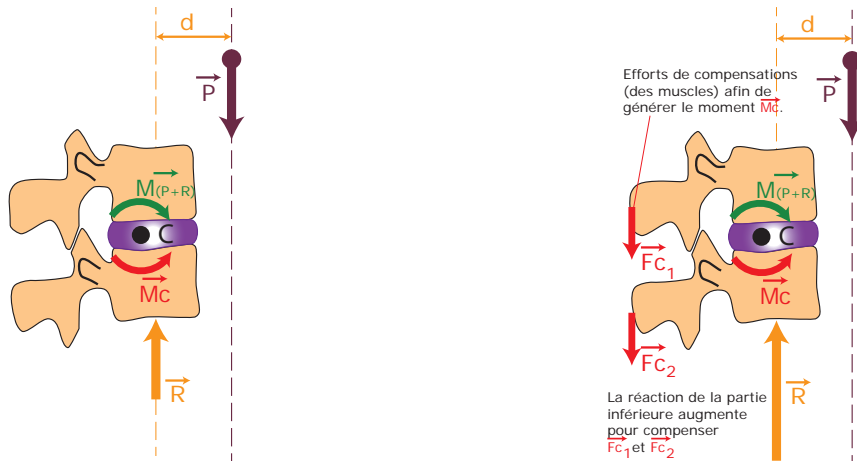 d
P
M(P+R)
C
Mc
R
d
Efforts de compensations
(des muscles) afin de
générer le moment Mc.
P
M(P+R)
C
Fc1
Mc
Fc2
La réaction de la partie
inférieure augmente
pour compenser
Fc1 et Fc2
R